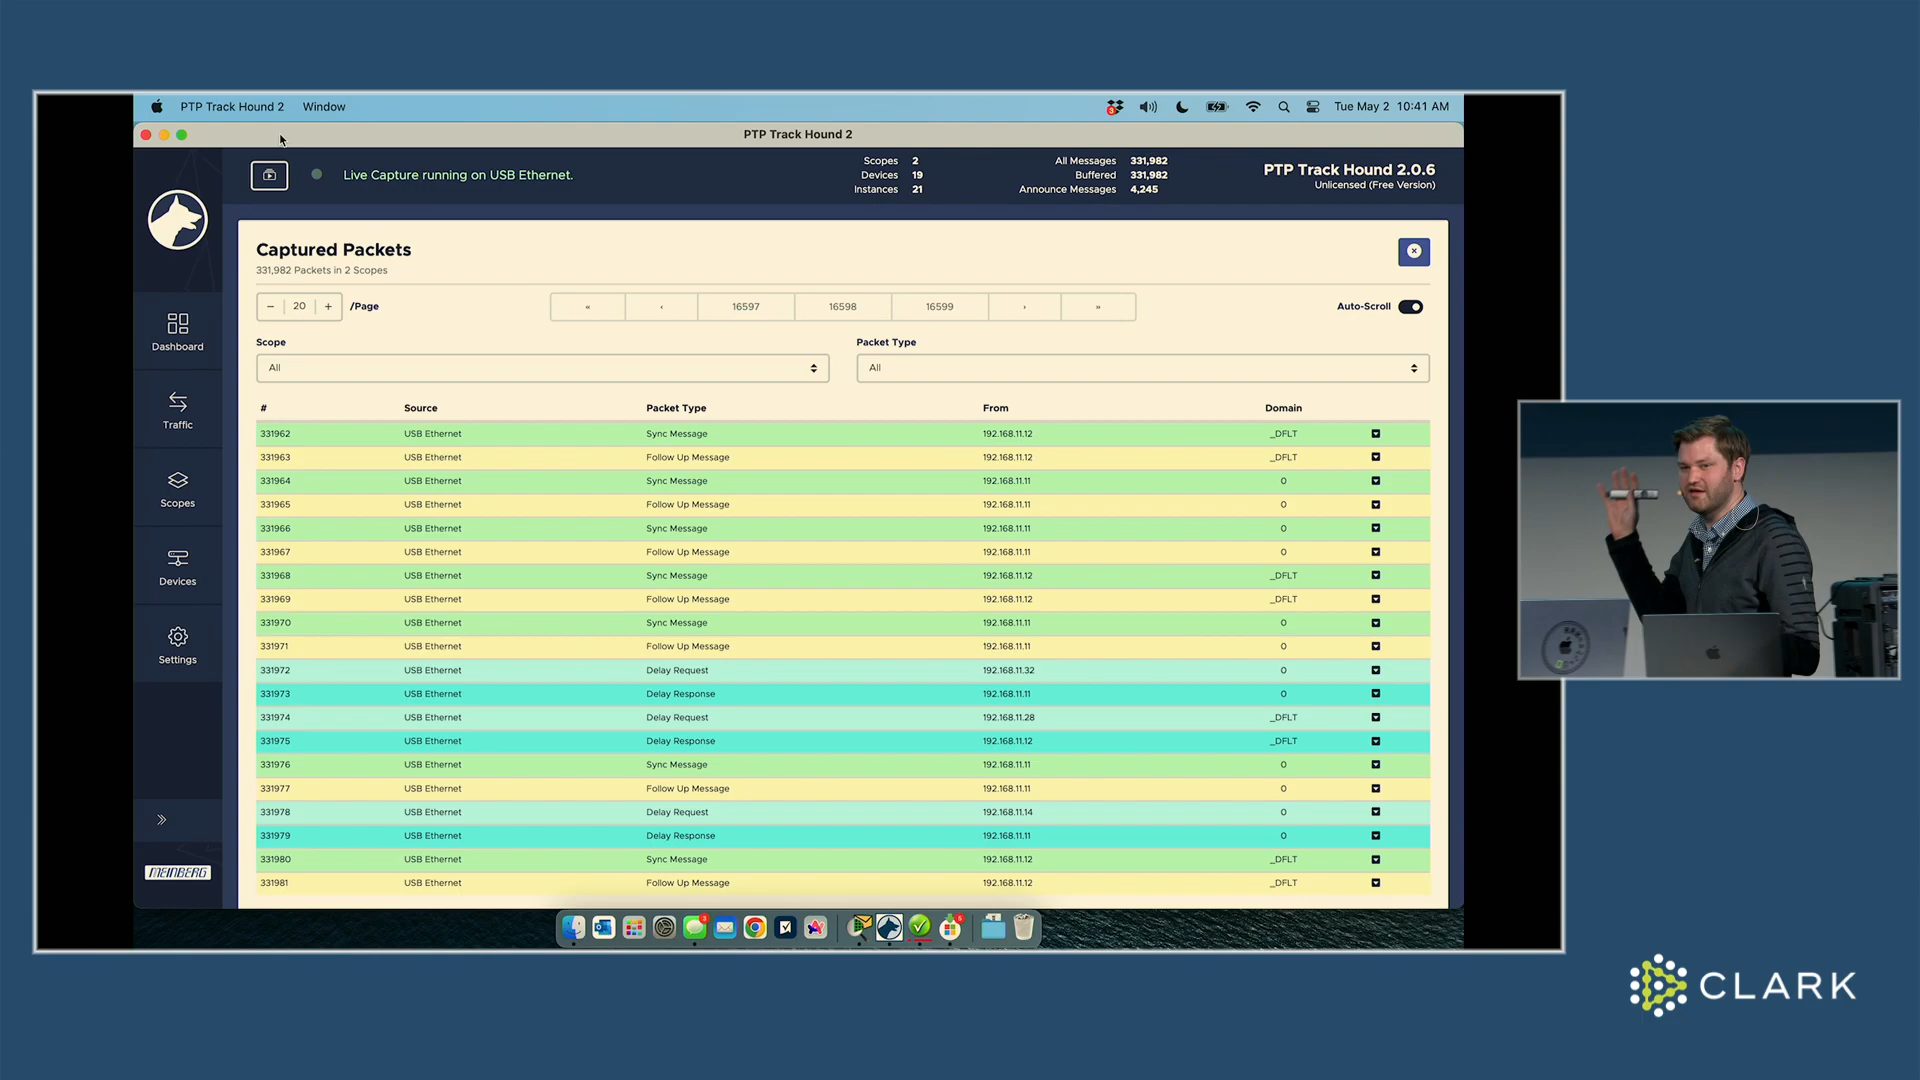 PTP Track Hound 2 Window
3 Tue May 2 10:41 AM
PTP Track Hound 2
Live Capture running on USB Ethernet.
Scopes 2
Devices 19
Instances 21
All Messages 331,982
Buffered 331,982
Announce Messages 4,245
PTP Track Hound 2.0.6
Unlicensed (Free Version)
Dashboard
Traffic
Scopes
Devices
Settings
MEINBERG
Captured Packets
331,982 Packets in 2 Scopes
− 20 + /Page
« ‹ 16597 16598 16599 › »
Auto-Scroll
Scope Packet Type
All All
# Source Packet Type From Domain
331962 USB Ethernet Sync Message 192.168.11.12 _DFLT
331963 USB Ethernet Follow Up Message 192.168.11.12 _DFLT
331964 USB Ethernet Sync Message 192.168.11.11 0
331965 USB Ethernet Follow Up Message 192.168.11.11 0
331966 USB Ethernet Sync Message 192.168.11.11 0
331967 USB Ethernet Follow Up Message 192.168.11.11 0
331968 USB Ethernet Sync Message 192.168.11.12 _DFLT
331969 USB Ethernet Follow Up Message 192.168.11.12 _DFLT
331970 USB Ethernet Sync Message 192.168.11.11 0
331971 USB Ethernet Follow Up Message 192.168.11.11 0
331972 USB Ethernet Delay Request 192.168.11.32 0
331973 USB Ethernet Delay Response 192.168.11.11 0
331974 USB Ethernet Delay Request 192.168.11.28 _DFLT
331975 USB Ethernet Delay Response 192.168.11.12 _DFLT
331976 USB Ethernet Sync Message 192.168.11.11 0
331977 USB Ethernet Follow Up Message 192.168.11.11 0
331978 USB Ethernet Delay Request 192.168.11.14 0
331979 USB Ethernet Delay Response 192.168.11.11 0
331980 USB Ethernet Sync Message 192.168.11.12 _DFLT
331981 USB Ethernet Follow Up Message 192.168.11.12 _DFLT
CLARK